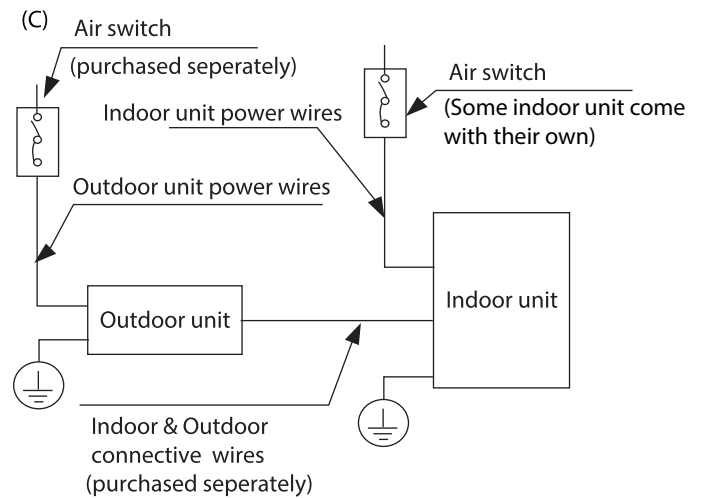 (C)
Air switch
(purchased seperately)
Air switch
(Some indoor unit come
with their own)
Indoor unit power wires
Outdoor unit power wires
Outdoor unit
Indoor unit
Indoor & Outdoor
connective wires
(purchased seperately)